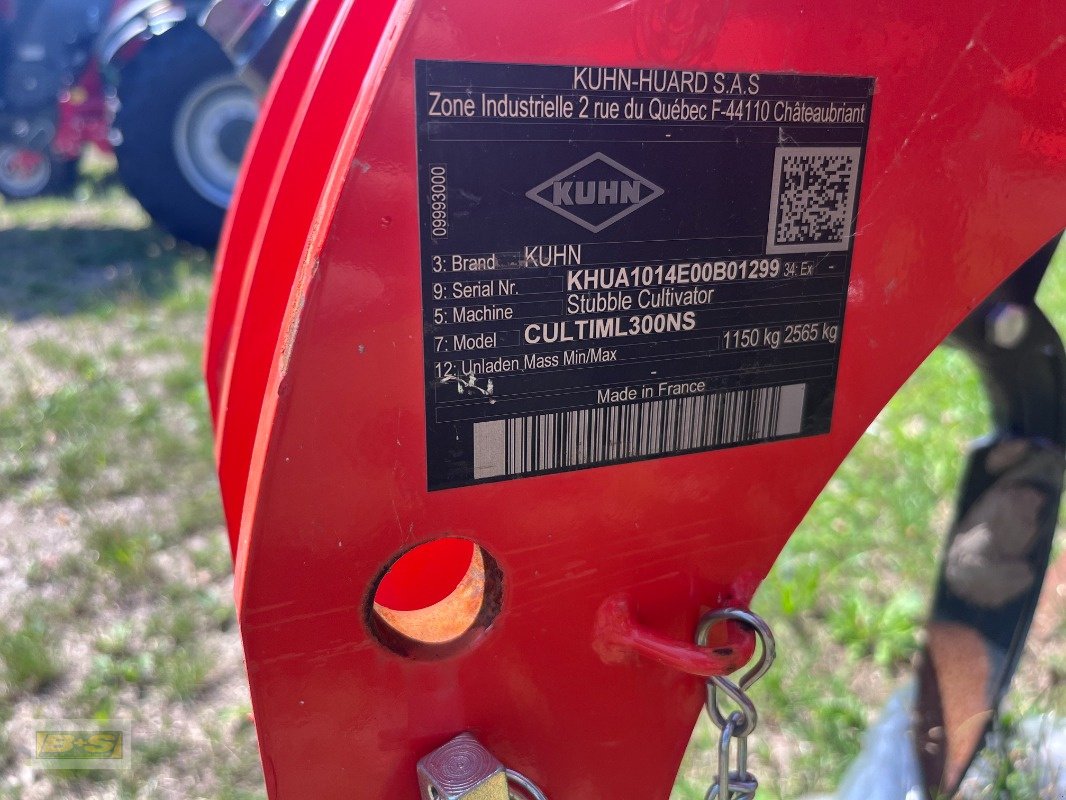 KUHN-HUARD S.A.S
Zone Industrielle 2 rue du Québec F-44110 Châteaubriant
09993000
KUHN
3: Brand KUHN
9: Serial Nr. KHUA1014E00B01299 34: Ex -
5: Machine Stubble Cultivator
7: Model CULTIML300NS
12: Unladen Mass Min/Max 1150 kg 2565 kg
-
Made in France
B+S